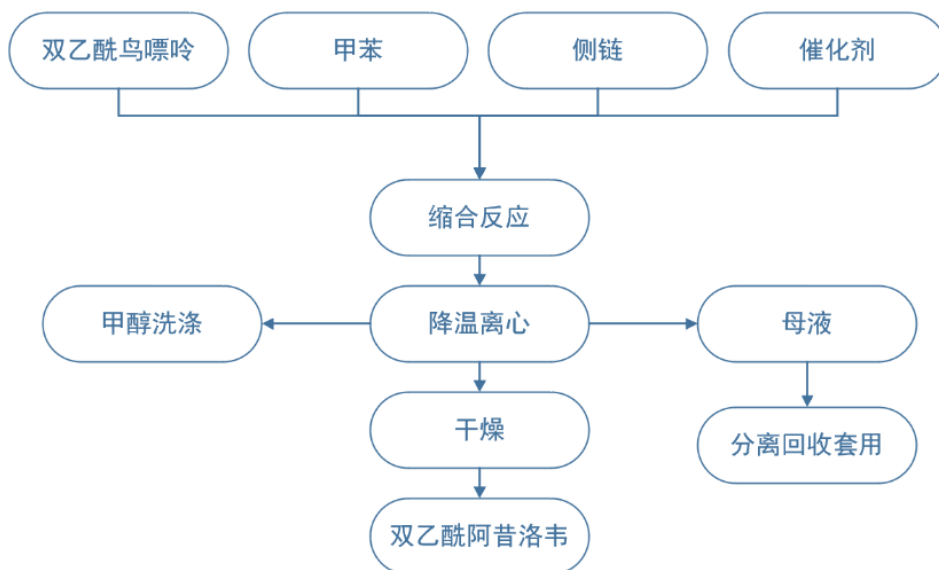 双乙酰鸟嘌呤
甲苯
侧链
催化剂
缩合反应
甲醇洗涤
降温离心
母液
干燥
分离回收套用
双乙酰阿昔洛韦